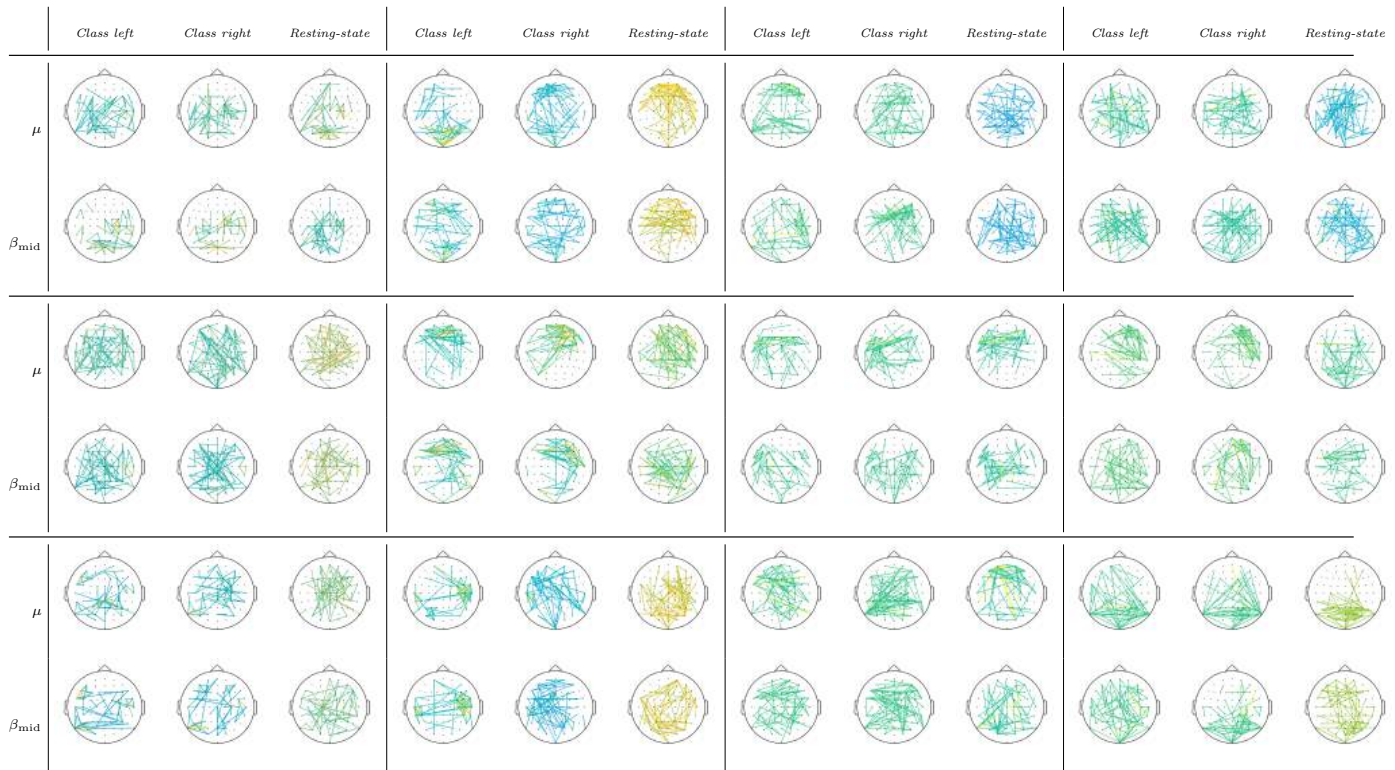 Class left Class right Resting-state Class left Class right Resting-state Class left Class right Resting-state Class left Class right Resting-state
μ
β_mid
μ
β_mid
μ
β_mid